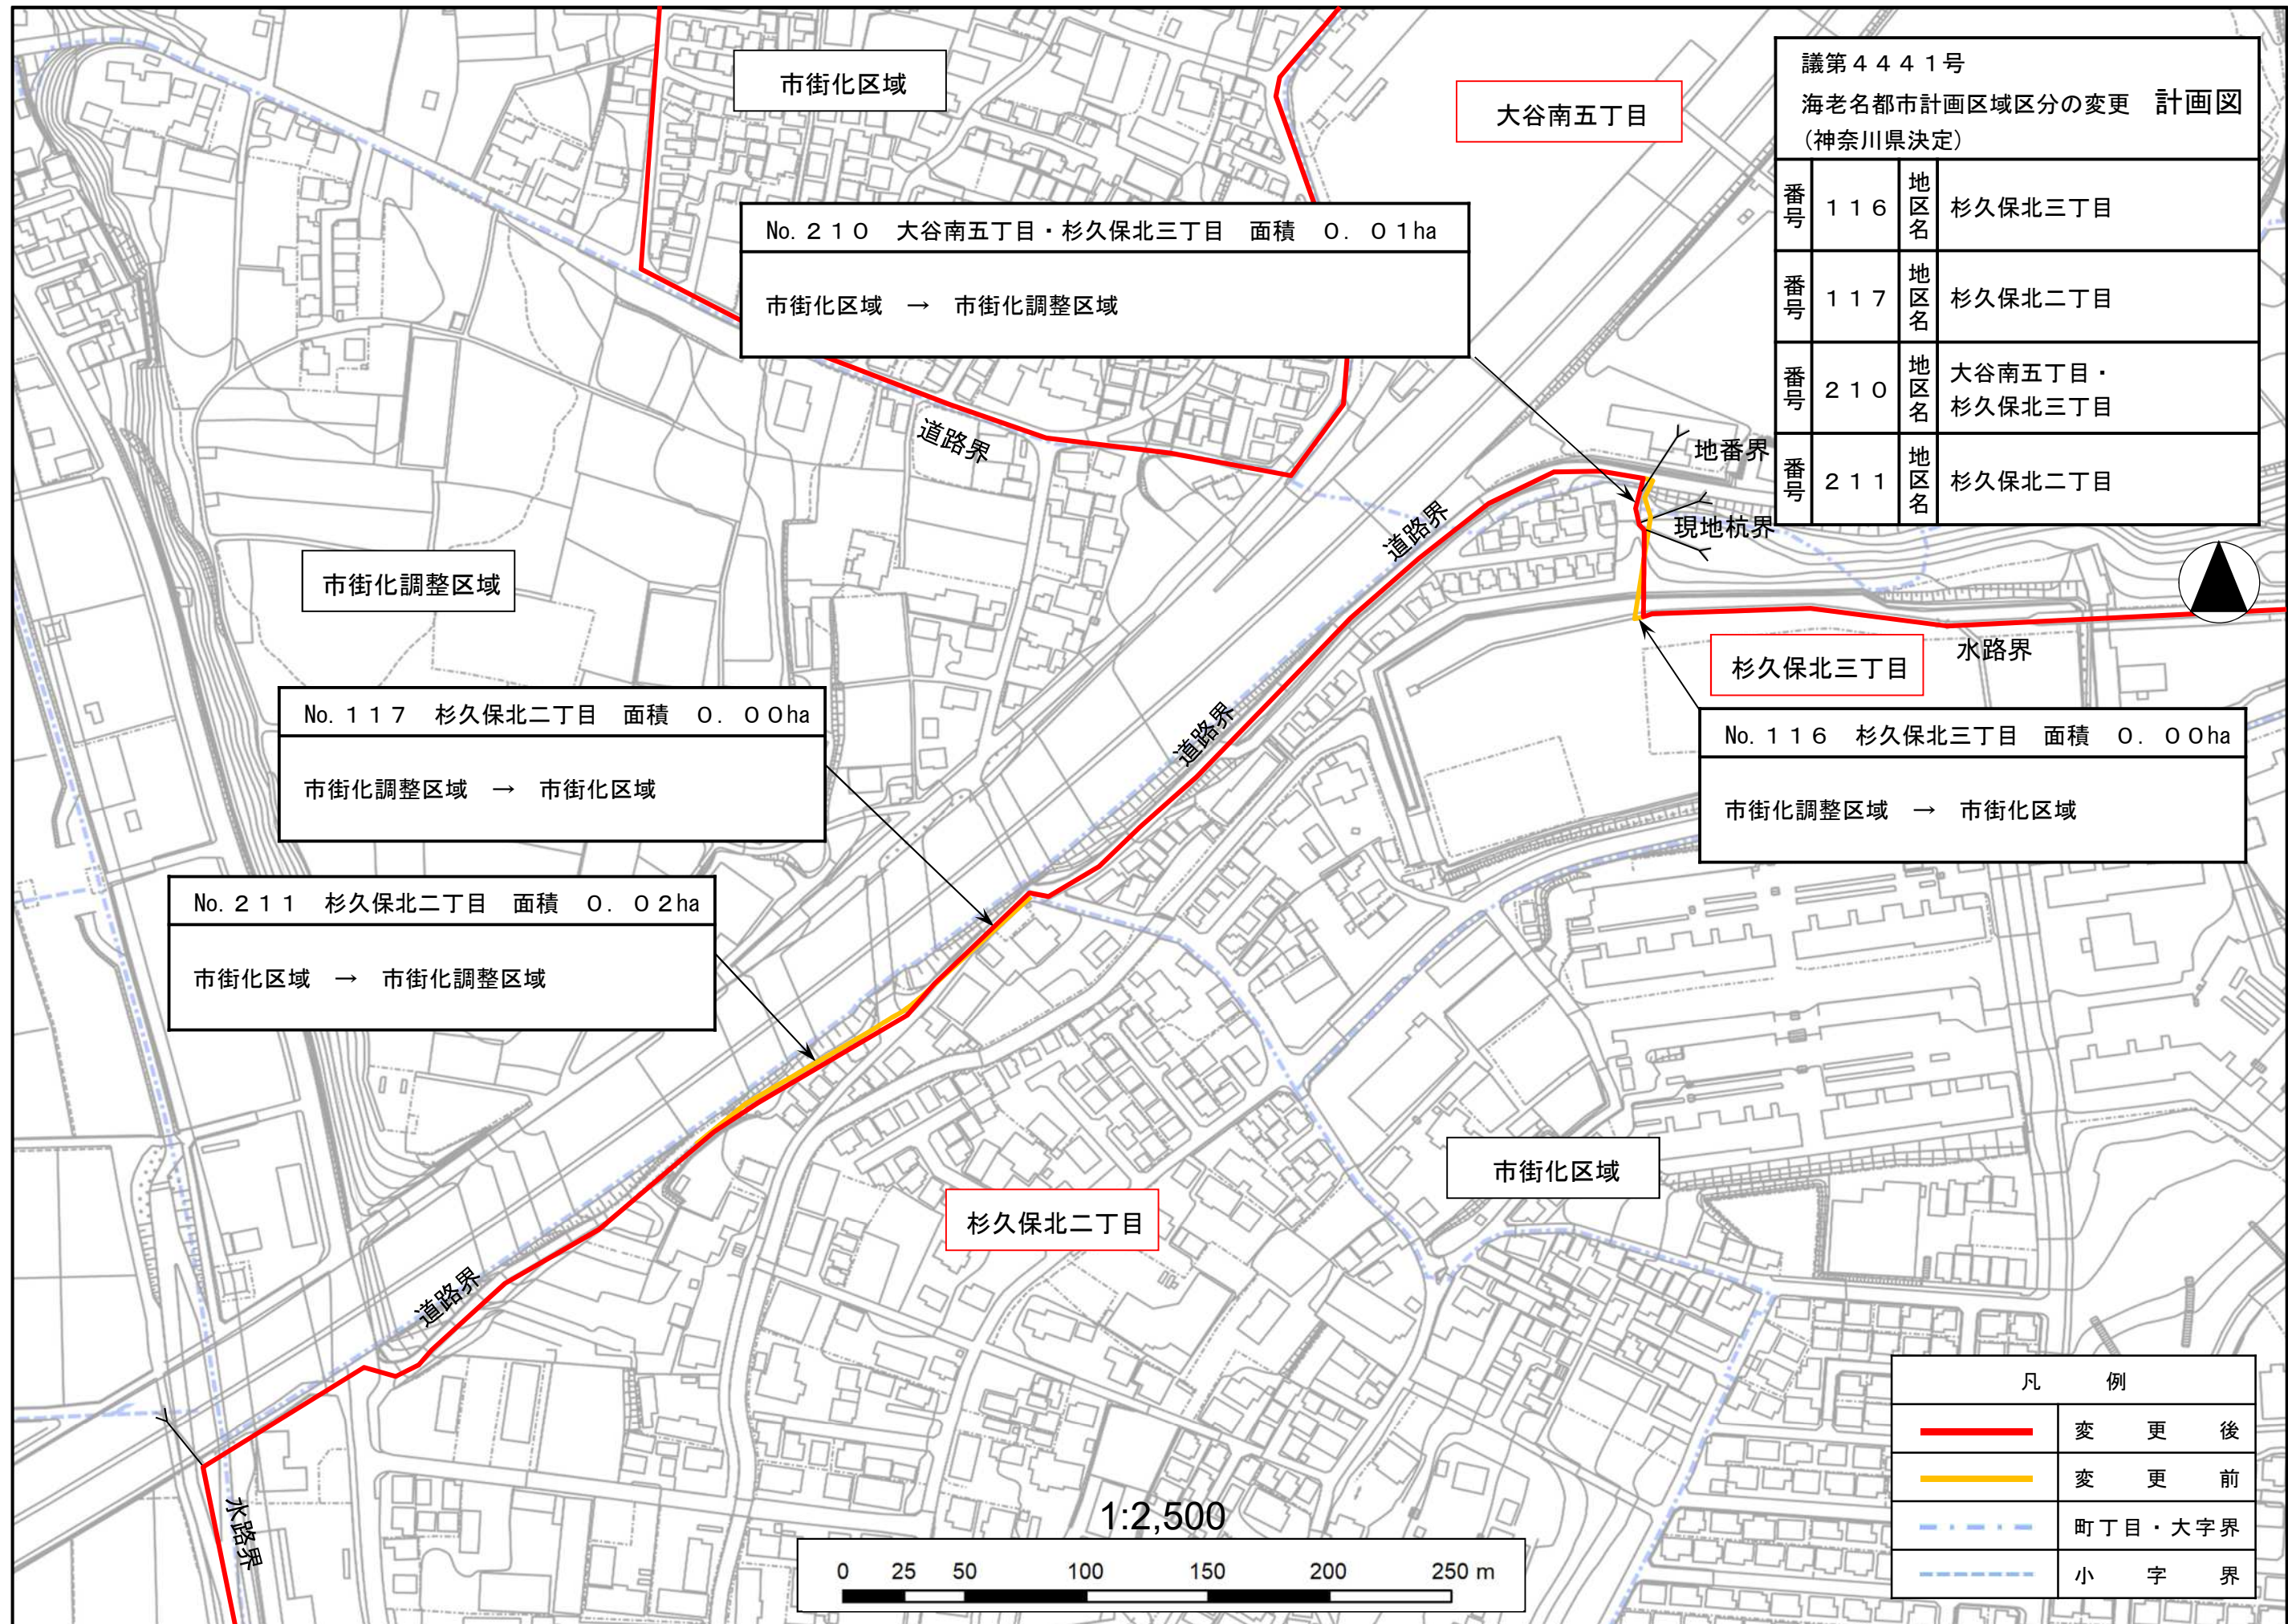 市街化区域
大谷南五丁目
議第４４４１号
海老名都市計画区域区分の変更　計画図
（神奈川県決定）
番号 １１６ 地区名 杉久保北三丁目
番号 １１７ 地区名 杉久保北二丁目
番号 ２１０ 地区名 大谷南五丁目・
杉久保北三丁目
番号 ２１１ 地区名 杉久保北二丁目
No.２１０　大谷南五丁目・杉久保北三丁目　面積　０．０１ha
市街化区域　→　市街化調整区域
道路界
地番界
現地杭界
道路界
市街化調整区域
杉久保北三丁目
水路界
No.１１７　杉久保北二丁目　面積　０．００ha
市街化調整区域　→　市街化区域
道路界
No.１１６　杉久保北三丁目　面積　０．００ha
市街化調整区域　→　市街化区域
No.２１１　杉久保北二丁目　面積　０．０２ha
市街化区域　→　市街化調整区域
市街化区域
杉久保北二丁目
道路界
水路界
凡　例
変　更　後
変　更　前
町丁目・大字界
小　字　界
1:2,500
0 25 50 100 150 200 250 m